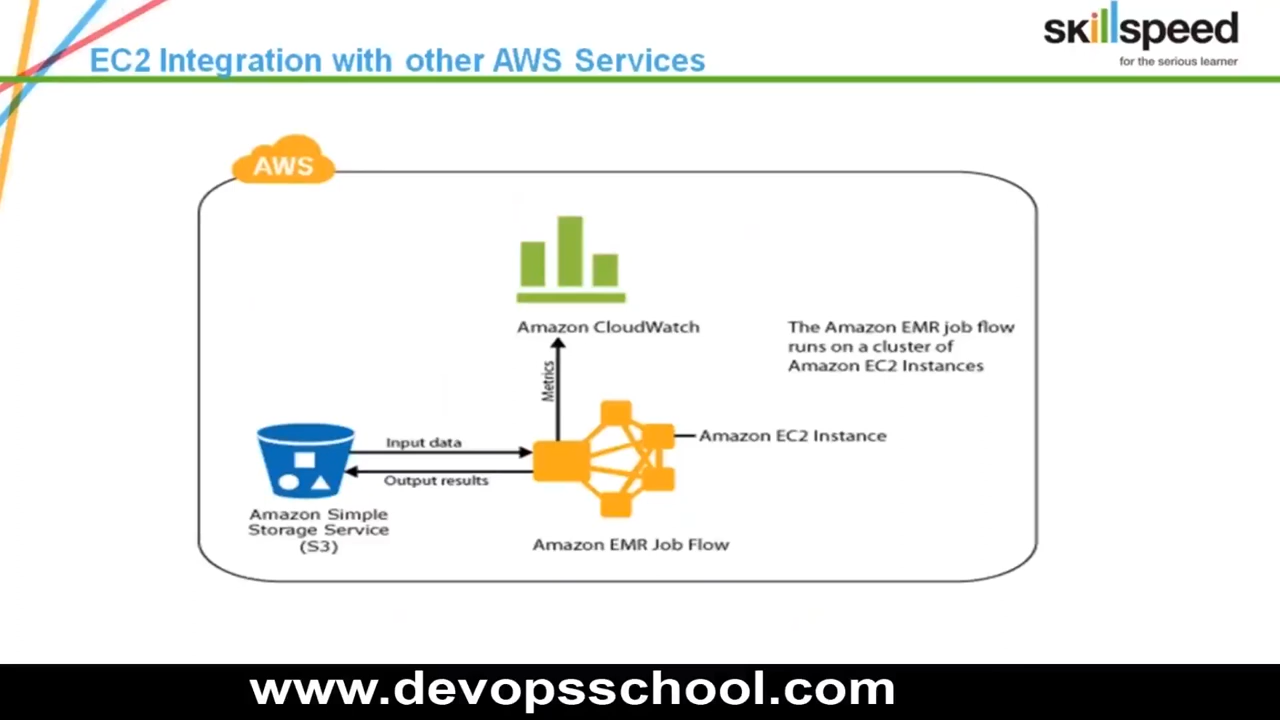 skillspeed
for the serious learner
EC2 Integration with other AWS Services
AWS
Amazon CloudWatch
The Amazon EMR job flow
runs on a cluster of
Amazon EC2 Instances
Metrics
Amazon EC2 Instance
Input data
Output results
Amazon Simple
Storage Service
(S3)
Amazon EMR Job Flow
www.devopsschool.com